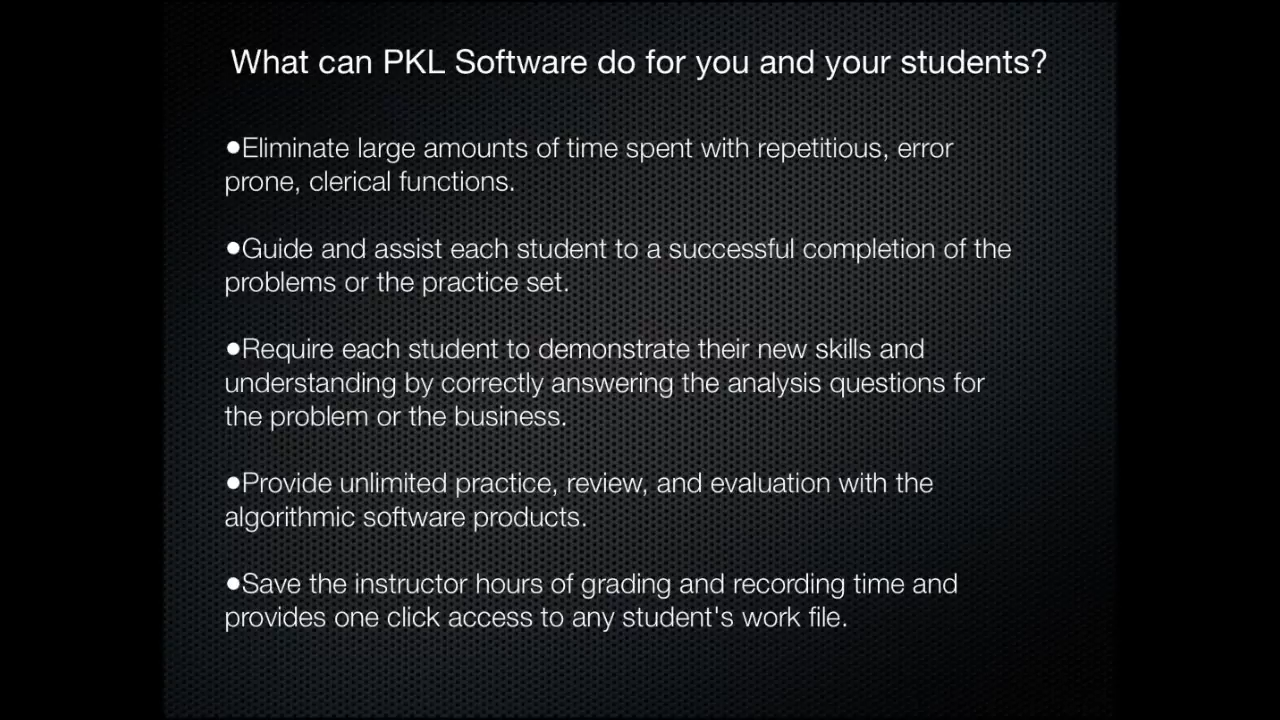 What can PKL Software do for you and your students?
●Eliminate large amounts of time spent with repetitious, error
prone, clerical functions.
●Guide and assist each student to a successful completion of the
problems or the practice set.
●Require each student to demonstrate their new skills and
understanding by correctly answering the analysis questions for
the problem or the business.
●Provide unlimited practice, review, and evaluation with the
algorithmic software products.
●Save the instructor hours of grading and recording time and
provides one click access to any student's work file.